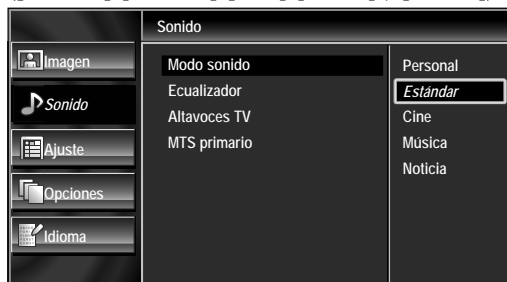 Sonido
Imagen
Sonido
Ajuste
Opciones
Idioma
Modo sonido
Ecualizador
Altavoces TV
MTS primario
Personal
Estándar
Cine
Música
Noticia